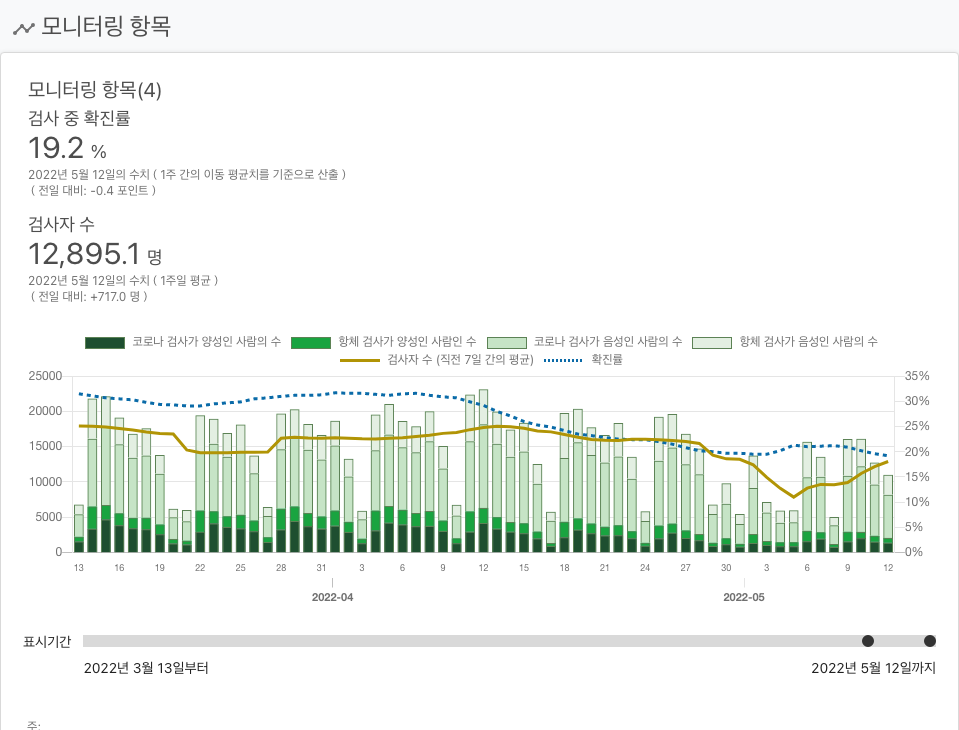 모니터링 항목
모니터링 항목(4)
검사 중 확진률
19.2 %
2022년 5월 12일의 수치 ( 1주 간의 이동 평균치를 기준으로 산출 )
( 전일 대비: -0.4 포인트 )
검사자 수
12,895.1 명
2022년 5월 12일의 수치 ( 1주일 평균 )
( 전일 대비: +717.0 명 )
코로나 검사가 양성인 사람의 수 항체 검사가 양성인 사람인 수 코로나 검사가 음성인 사람의 수 항체 검사가 음성인 사람의 수
검사자 수 (직전 7일 간의 평균) 확진률
25000 35%
20000 30%
15000 25%
10000 20%
5000 15%
0 10%
5%
0%
13 16 19 22 25 28 31 3 6 9 12 15 18 21 24 27 30 3 6 9 12
2022-04 2022-05
표시기간
2022년 3월 13일부터 2022년 5월 12일까지
주: